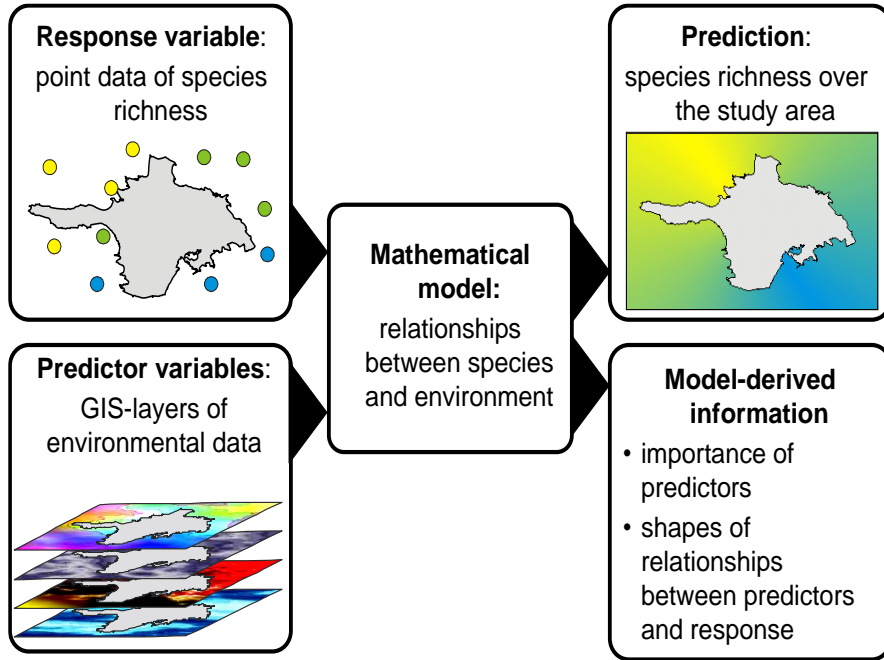 Response variable:
point data of species
richness
Predictor variables:
GIS-layers of
environmental data
Mathematical
model:
relationships
between species
and environment
Prediction:
species richness over
the study area
Model-derived
information
• importance of
predictors
• shapes of
relationships
between predictors
and response